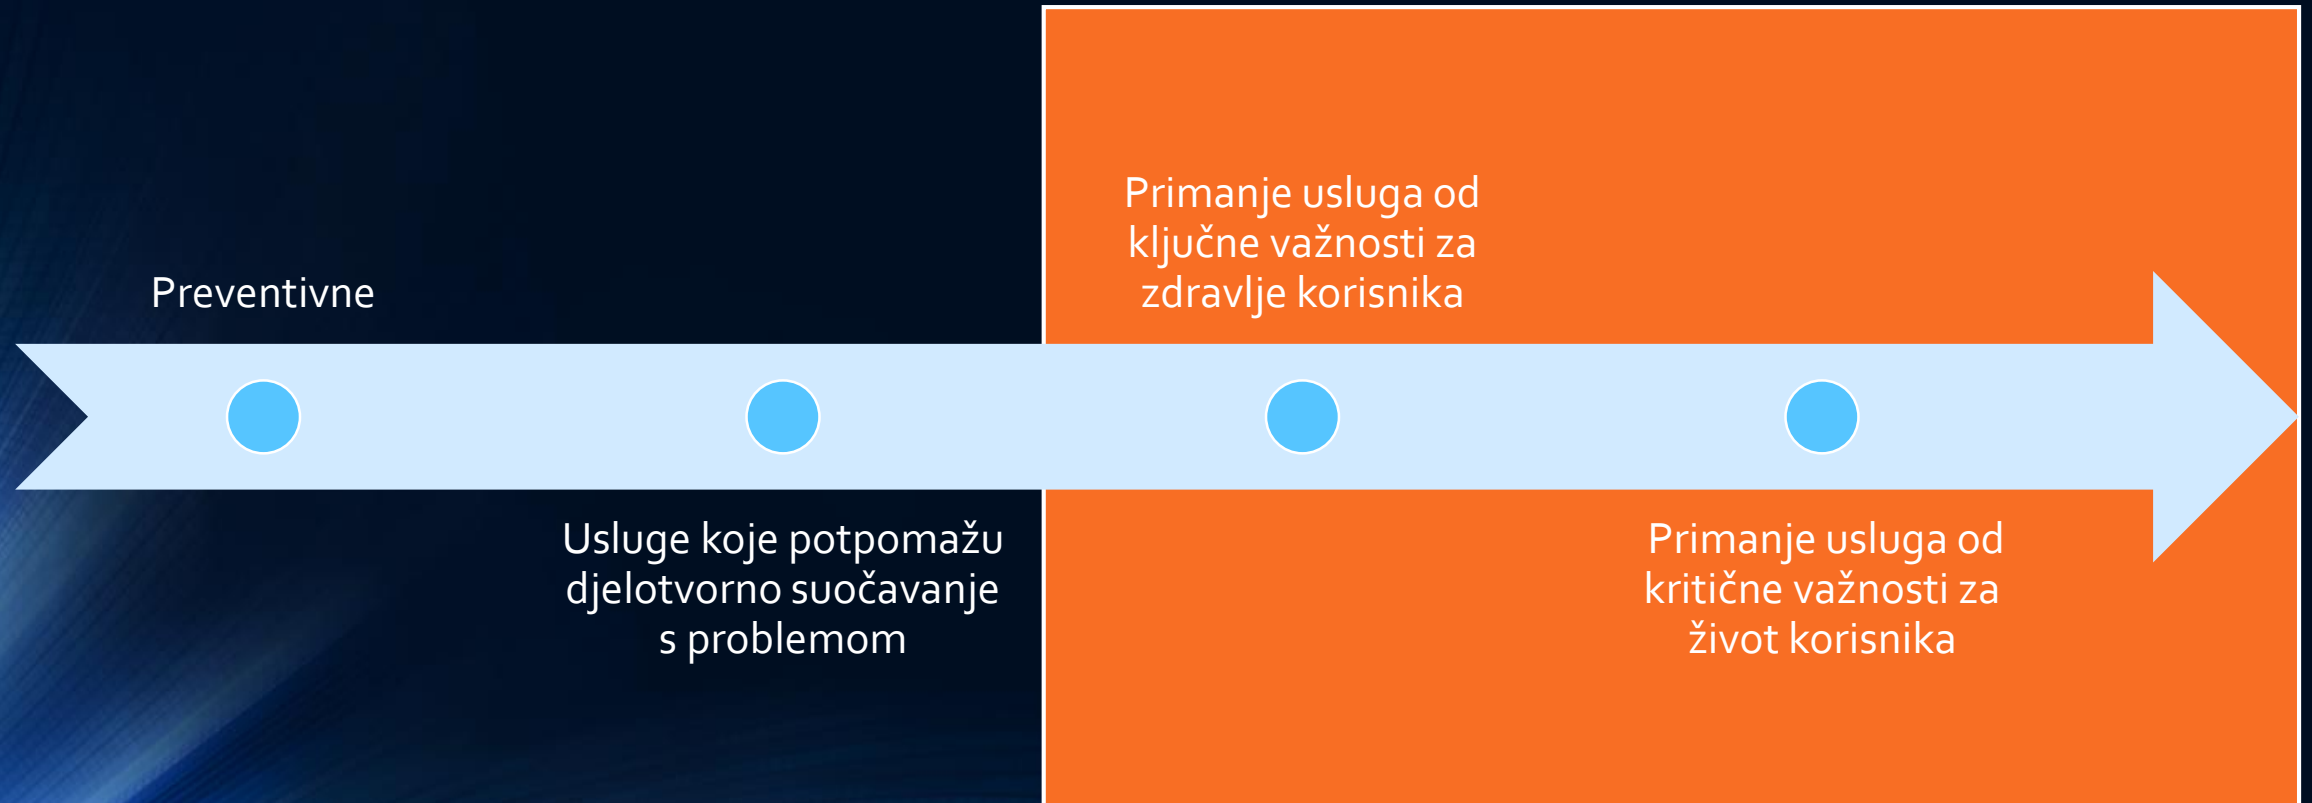 Preventivne
Usluge koje potpomažu
djelotvorno suočavanje
s problemom
Primanje usluga od
ključne važnosti za
zdravlje korisnika
Primanje usluga od
kritične važnosti za
život korisnika